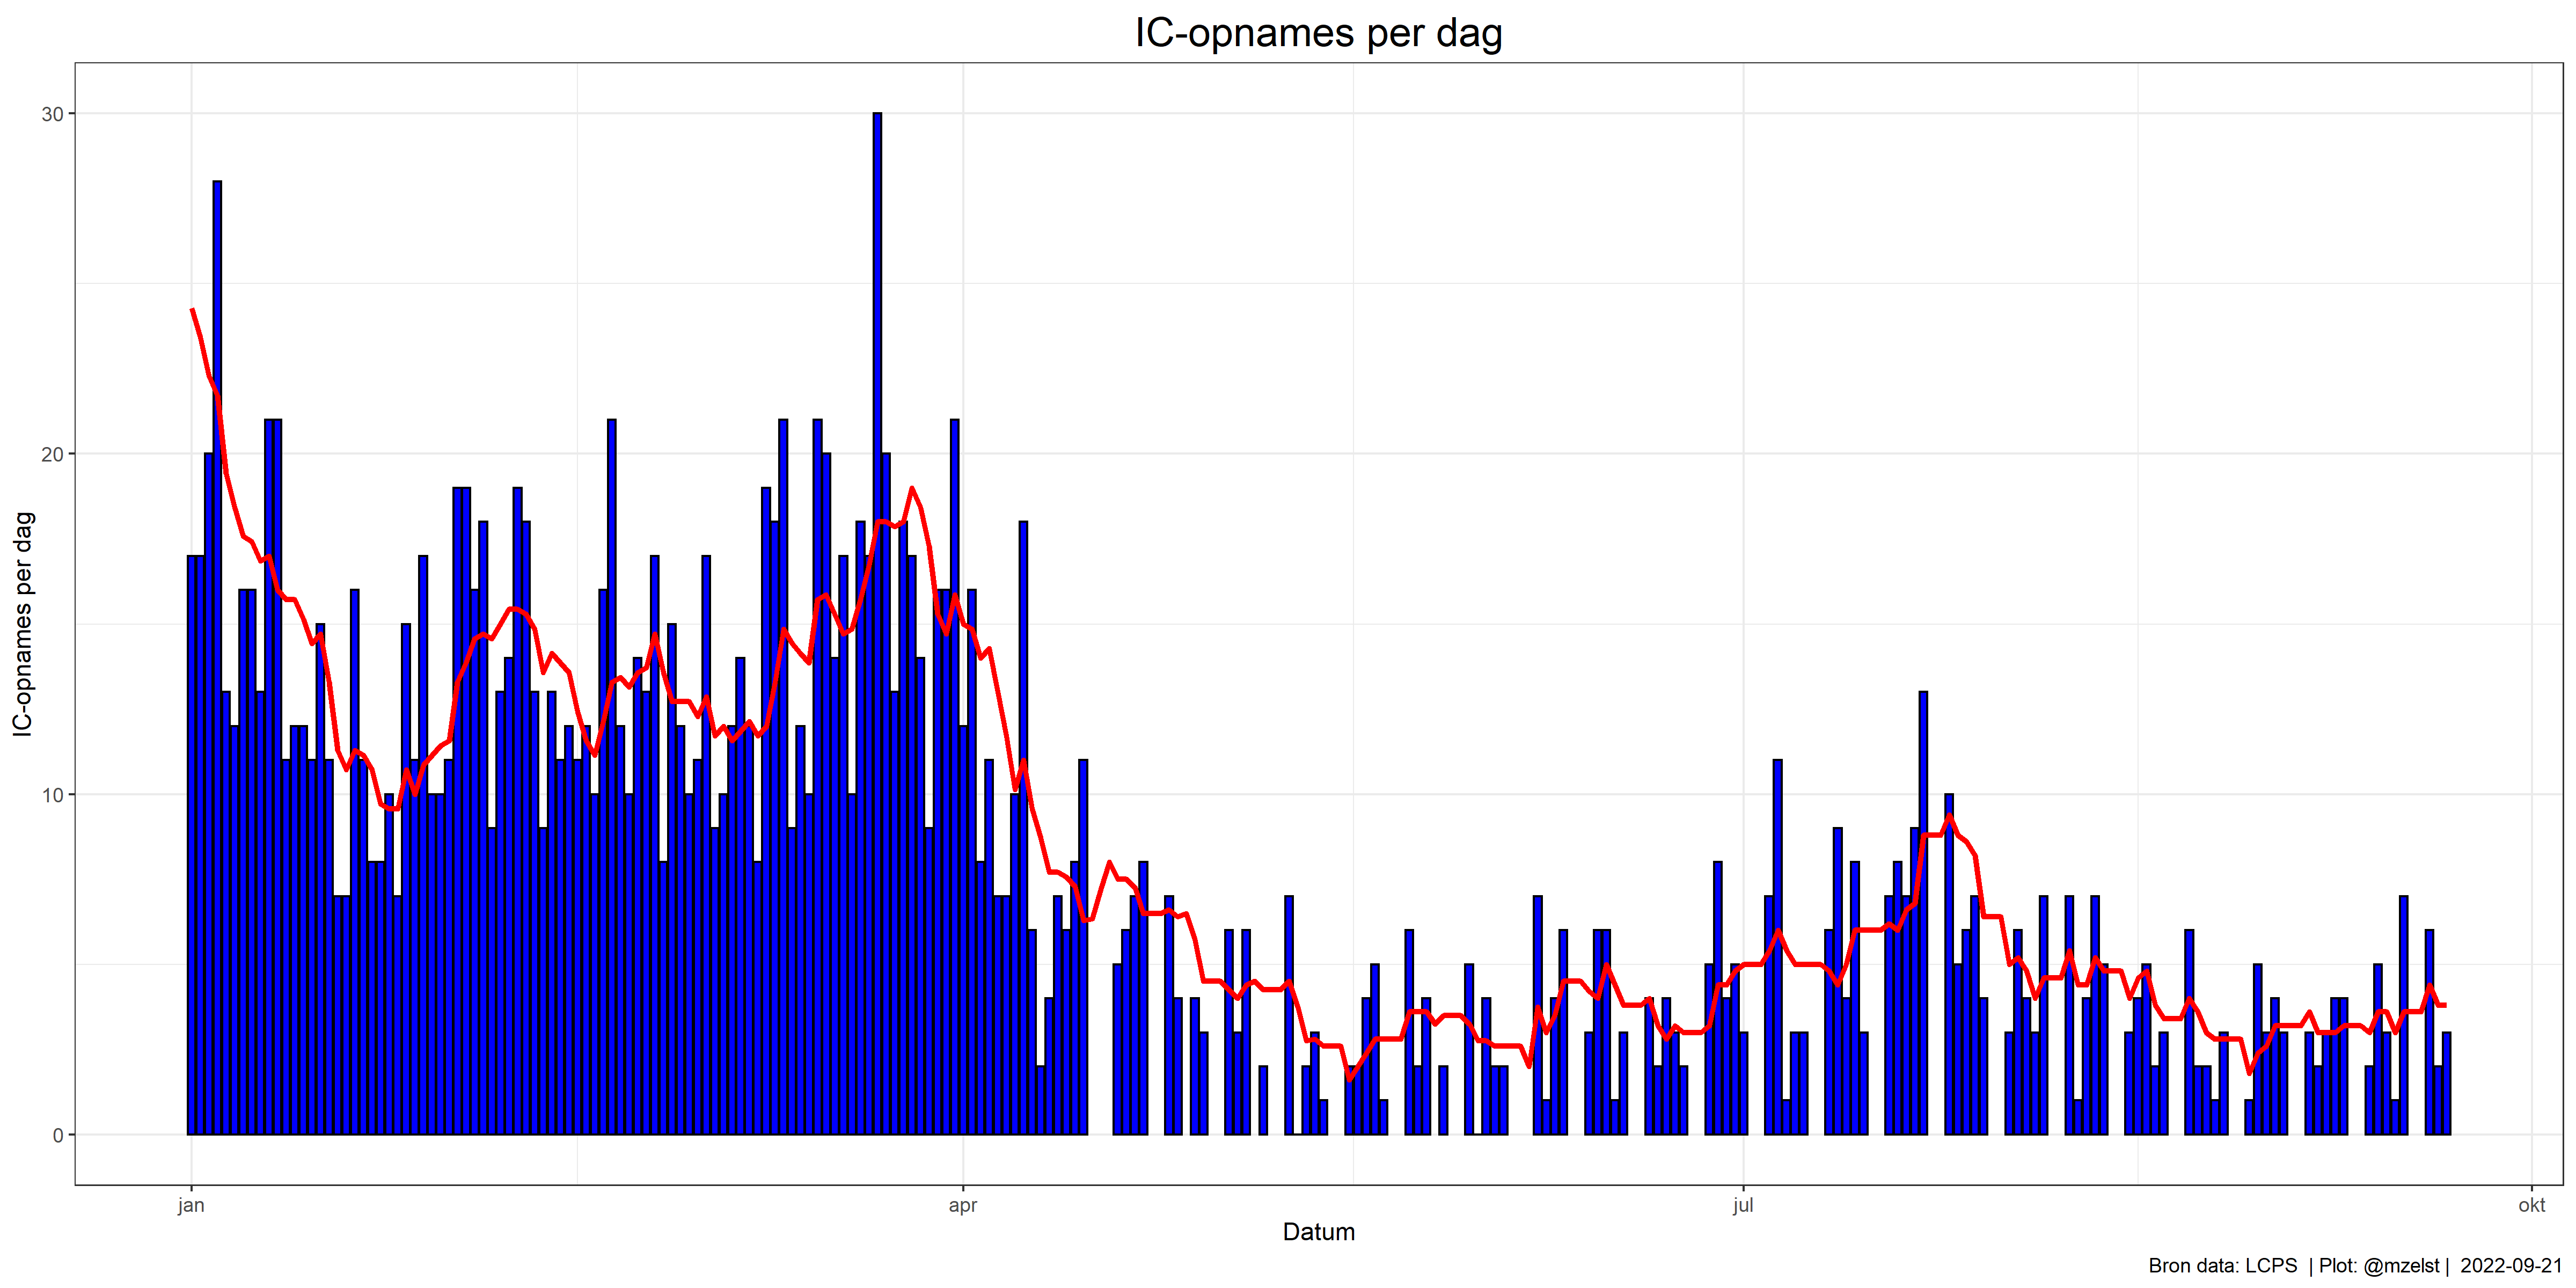 IC-opnames per dag
IC-opnames per dag
30
20
10
0
jan
apr
jul
okt
Datum
Bron data: LCPS | Plot: @mzelst | 2022-09-21